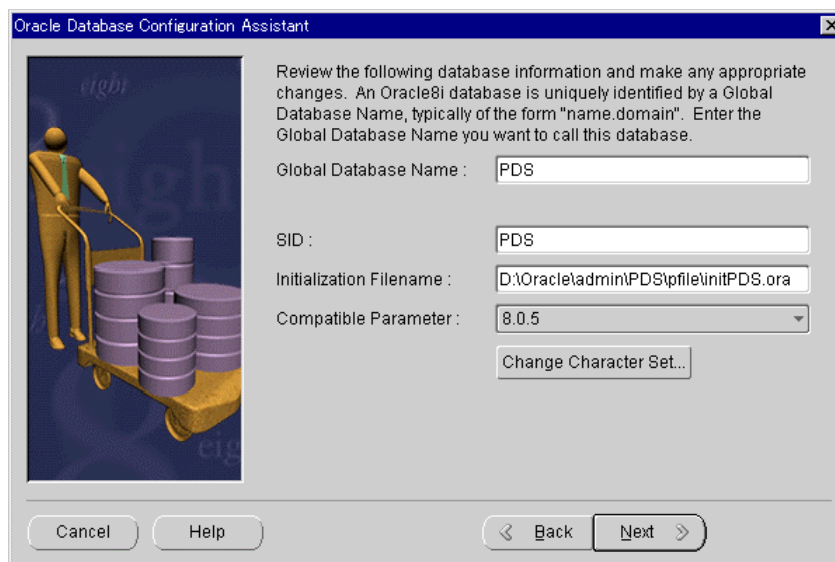 Oracle Database Configuration Assistant
eight
eight
eig
Review the following database information and make any appropriate
changes. An Oracle8i database is uniquely identified by a Global
Database Name, typically of the form "name.domain". Enter the
Global Database Name you want to call this database.
Global Database Name : PDS
SID : PDS
Initialization Filename : D:\Oracle\admin\PDS\pfile\initPDS.ora
Compatible Parameter : 8.0.5
Change Character Set...
Cancel Help Back Next